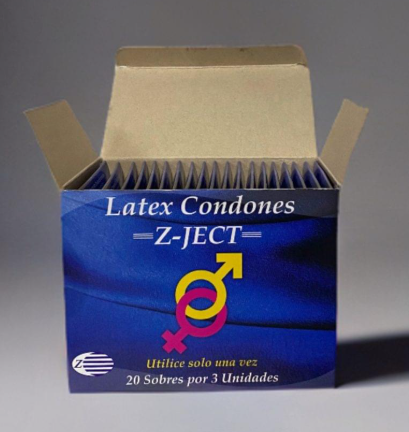 Latex Condones
Z-JECT
Z
Utilice solo una vez
20 Sobres por 3 Unidades